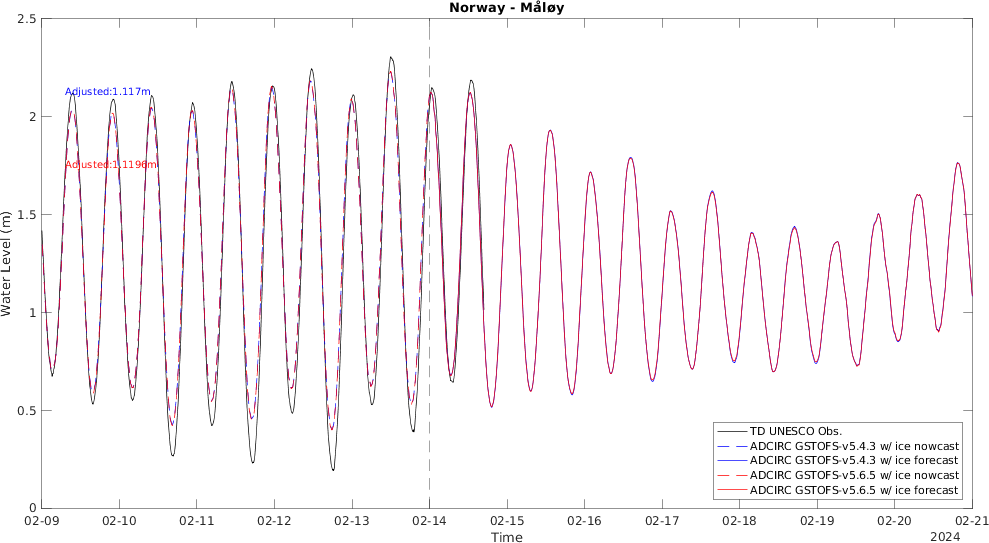 Norway - Måløy
2.5
2
1.5
1
0.5
0
Water Level (m)
Adjusted:1.117m
Adjusted:1.1196m
TD UNESCO Obs.
ADCIRC GSTOFS-v5.4.3 w/ ice nowcast
ADCIRC GSTOFS-v5.4.3 w/ ice forecast
ADCIRC GSTOFS-v5.6.5 w/ ice nowcast
ADCIRC GSTOFS-v5.6.5 w/ ice forecast
02-09 02-10 02-11 02-12 02-13 02-14 02-15 02-16 02-17 02-18 02-19 02-20 02-21
Time
2024